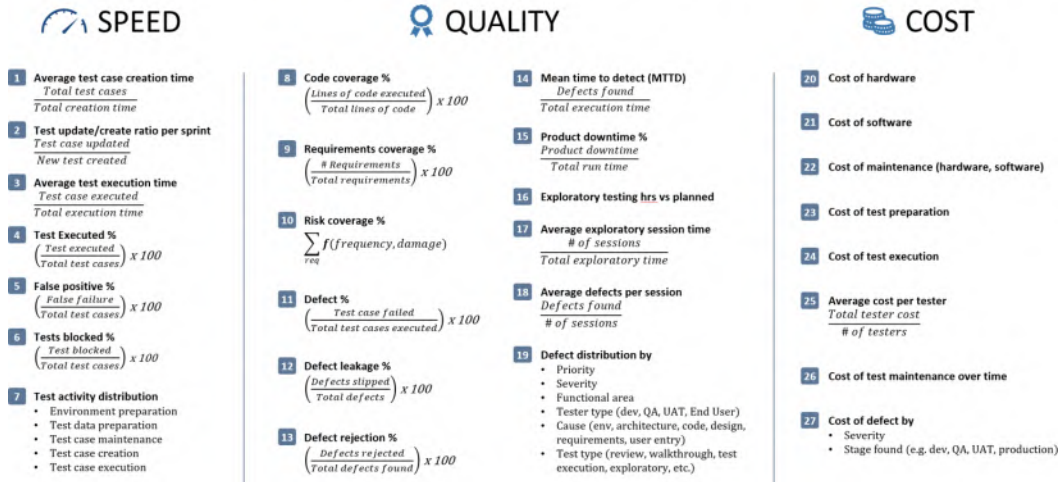 SPEED
1 Average test case creation time
Total test cases
Total creation time
2 Test update/create ratio per sprint
Test case updated
New test created
3 Average test execution time
Test case executed
Total execution time
4 Test Executed %
(Test executed / Total test cases) x 100
5 False positive %
(False failure / Total test cases) x 100
6 Tests blocked %
(Test blocked / Total test cases) x 100
7 Test activity distribution
• Environment preparation
• Test data preparation
• Test case maintenance
• Test case creation
• Test case execution
QUALITY
8 Code coverage %
(Lines of code executed / Total lines of code) x 100
9 Requirements coverage %
(# Requirements / Total requirements) x 100
10 Risk coverage %
∑ f(frequency, damage)
req
11 Defect %
(Test case failed / Total test cases executed) x 100
12 Defect leakage %
(Defects slipped / Total defects) x 100
13 Defect rejection %
(Defects rejected / Total defects found) x 100
14 Mean time to detect (MTTD)
Defects found
Total execution time
15 Product downtime %
Product downtime
Total run time
16 Exploratory testing hrs vs planned
17 Average exploratory session time
# of sessions
Total exploratory time
18 Average defects per session
Defects found
# of sessions
19 Defect distribution by
• Priority
• Severity
• Functional area
• Tester type (dev, QA, UAT, End User)
• Cause (env, architecture, code, design,
requirements, user entry)
• Test type (review, walkthrough, test
execution, exploratory, etc.)
COST
20 Cost of hardware
21 Cost of software
22 Cost of maintenance (hardware, software)
23 Cost of test preparation
24 Cost of test execution
25 Average cost per tester
Total tester cost
# of testers
26 Cost of test maintenance over time
27 Cost of defect by
• Severity
• Stage found (e.g. dev, QA, UAT, production)